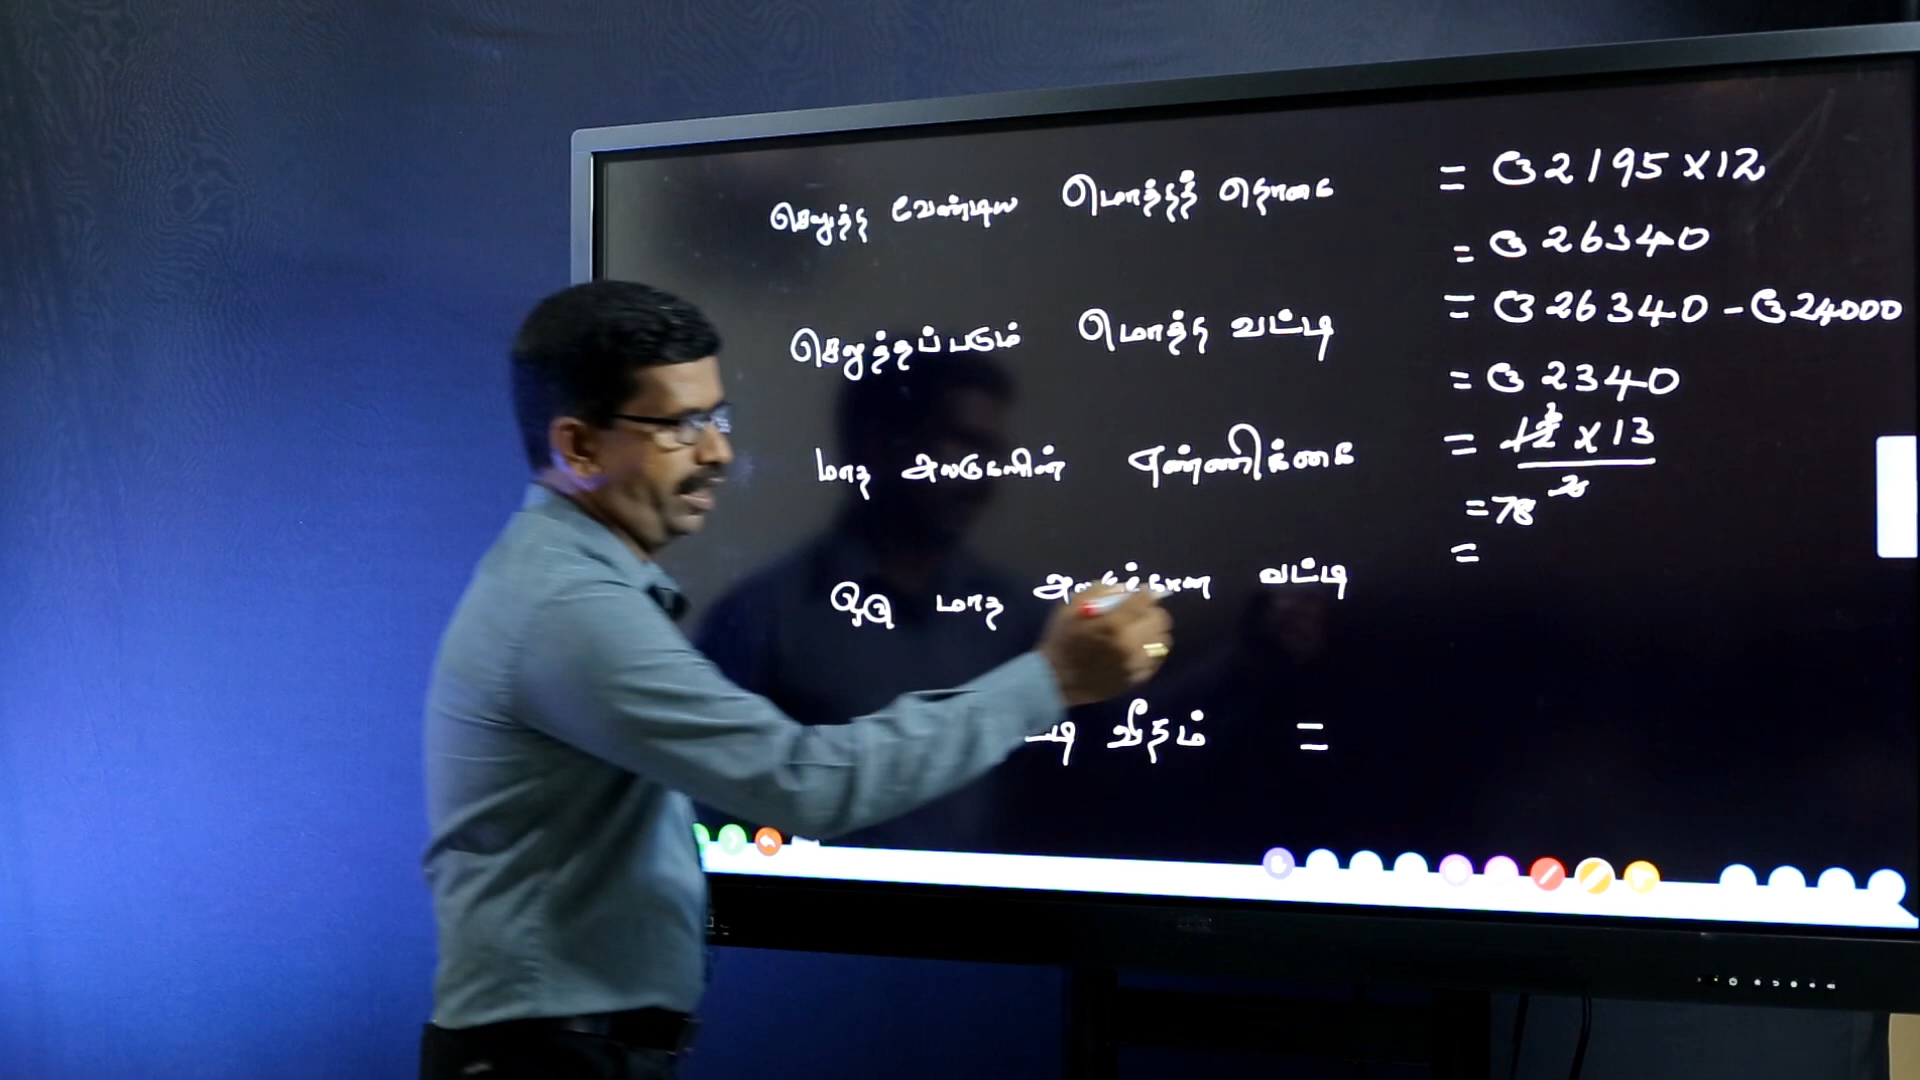 செலுத்த வேண்டிய மொத்தத் தொகை = ரூ 2195 × 12
= ரூ 26340
செலுத்தப்படும் மொத்த வட்டி = ரூ 26340 - ரூ 24000
= ரூ 2340
மாத அலகுகளின் எண்ணிக்கை = 12 × 13 / 2
= 78
ஒரு மாத அலகுக்கான வட்டி =
வீதம் =